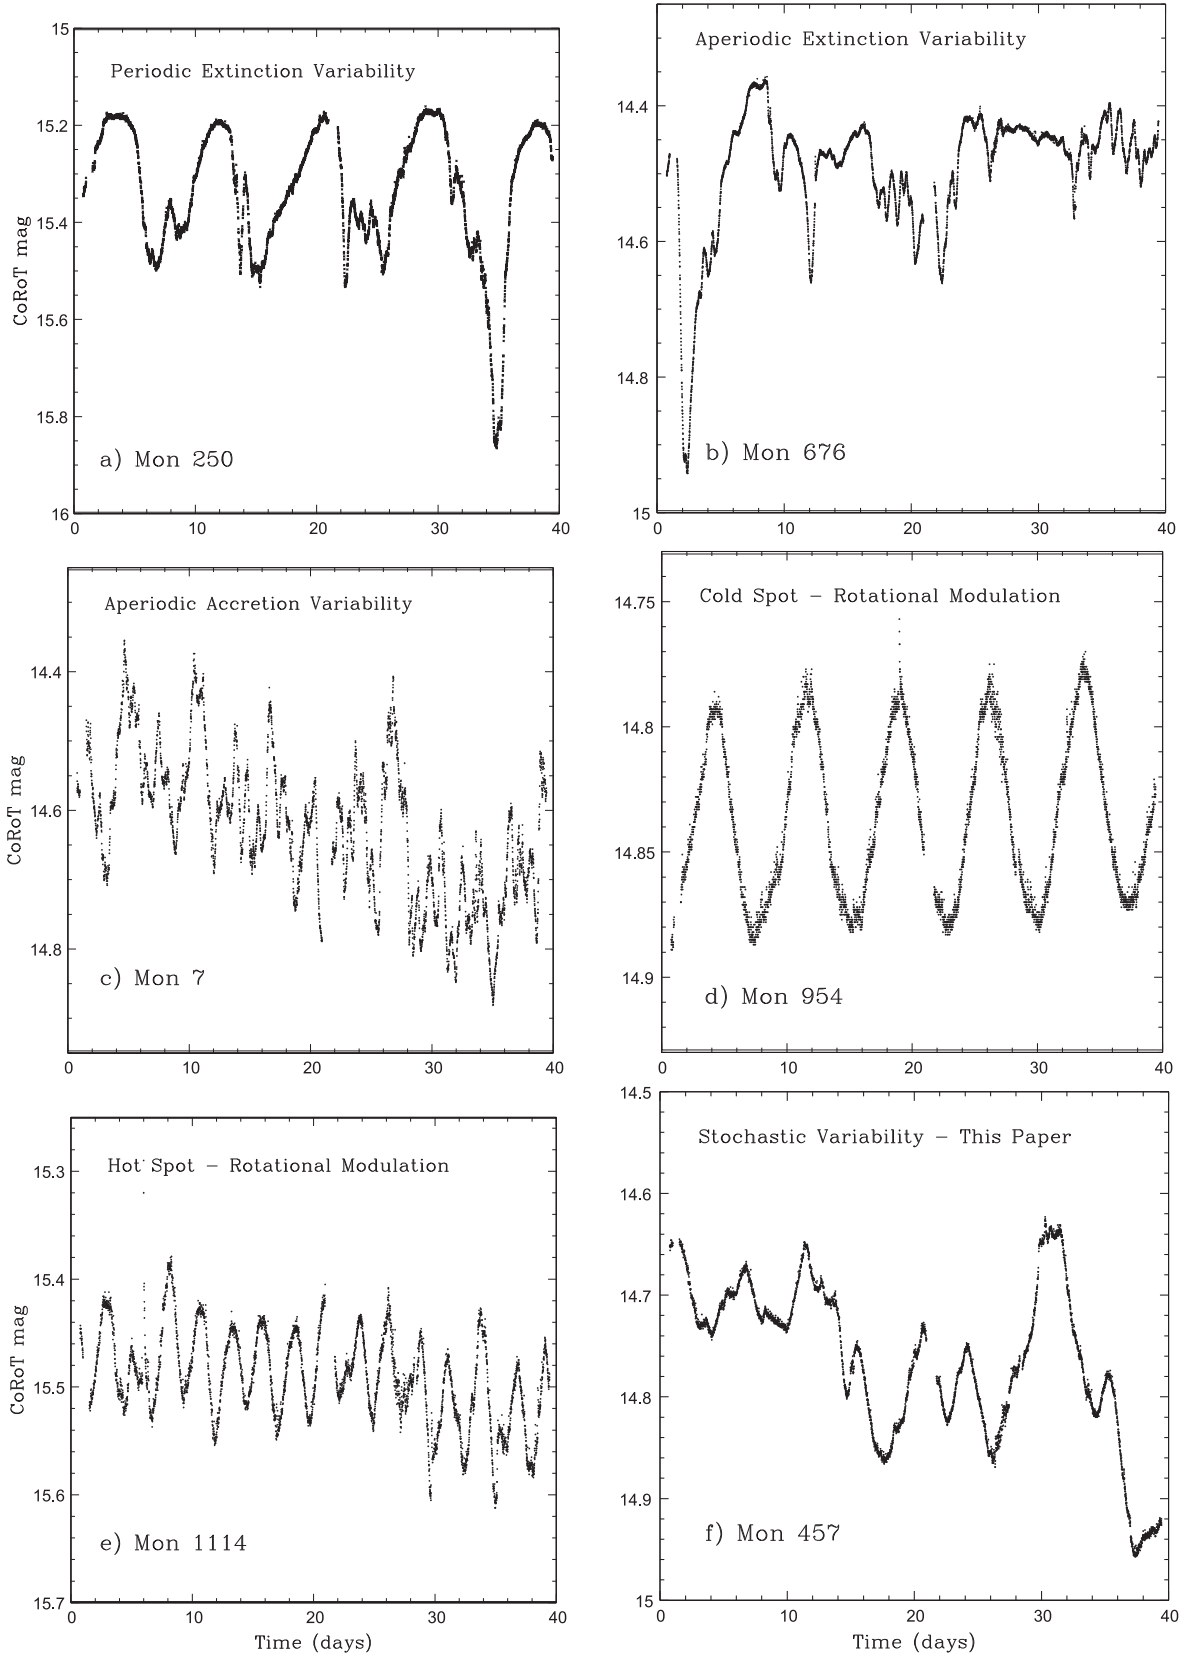 Periodic Extinction Variability
CoRoT mag
15
15.2
15.4
15.6
15.8
16
a) Mon 250
0 10 20 30 40
Aperiodic Extinction Variability
14.4
14.6
14.8
15
b) Mon 676
0 10 20 30 40
Aperiodic Accretion Variability
CoRoT mag
14.4
14.6
14.8
c) Mon 7
0 10 20 30 40
Cold Spot – Rotational Modulation
14.75
14.8
14.85
14.9
d) Mon 954
0 10 20 30 40
Hot Spot – Rotational Modulation
CoRoT mag
15.3
15.4
15.5
15.6
15.7
e) Mon 1114
0 10 20 30 40
Time (days)
Stochastic Variability – This Paper
14.5
14.6
14.7
14.8
14.9
15
f) Mon 457
0 10 20 30 40
Time (days)